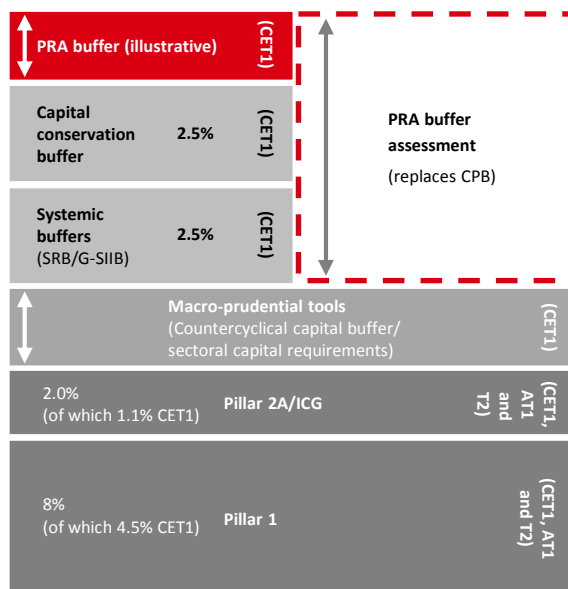 PRA buffer (illustrative)
(CET1)
Capital
conservation
buffer
2.5%
(CET1)
PRA buffer
assessment
(replaces CPB)
Systemic
buffers
(SRB/G-SIIB)
2.5%
(CET1)
Macro-prudential tools
(Countercyclical capital buffer/
sectoral capital requirements)
(CET1)
2.0%
(of which 1.1% CET1)
Pillar 2A/ICG
(CET1,
AT1
and
T2)
8%
(of which 4.5% CET1)
Pillar 1
(CET1, AT1
and T2)